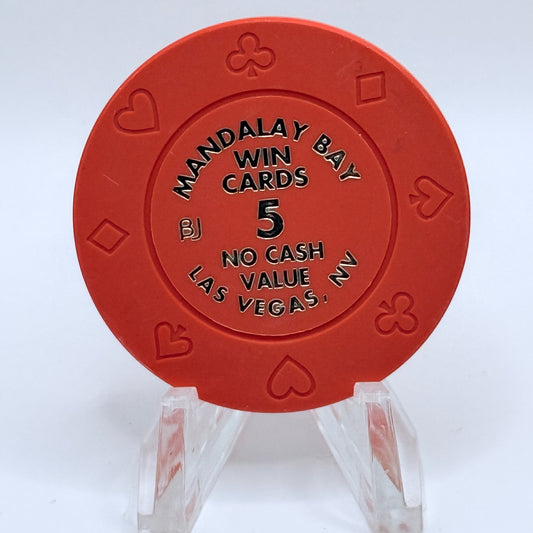 MANDALAY BAY
WIN
CARDS
BJ
5
NO CASH
VALUE
LAS VEGAS, NV